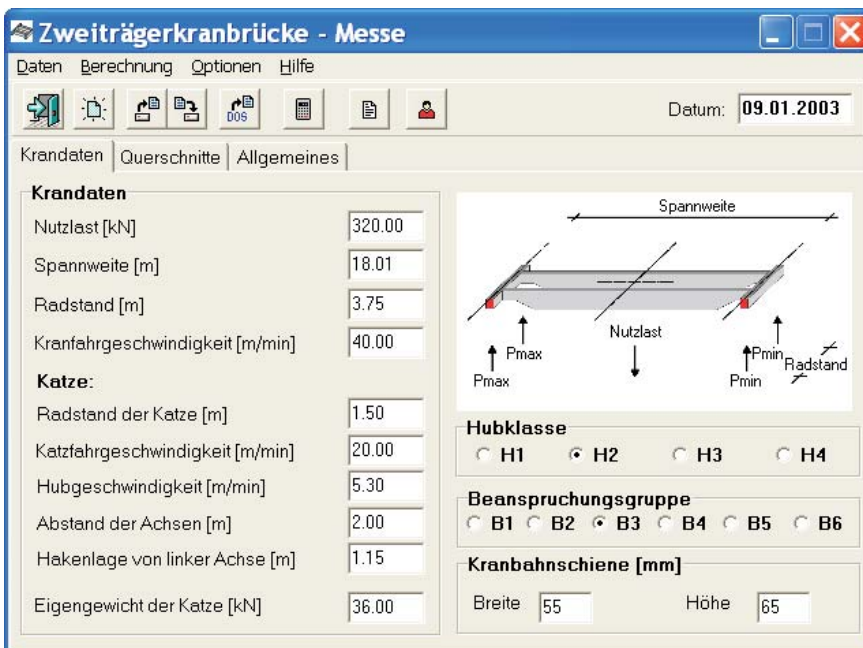 Zweiträgerkranbrücke - Messe
Daten Berechnung Optionen Hilfe
DOS
Datum: 09.01.2003
Krandaten Querschnitte Allgemeines
Krandaten
Nutzlast [kN] 320.00
Spannweite [m] 18.01
Radstand [m] 3.75
Kranfahrgeschwindigkeit [m/min] 40.00
Katze:
Radstand der Katze [m] 1.50
Katzfahrgeschwindigkeit [m/min] 20.00
Hubgeschwindigkeit [m/min] 5.30
Abstand der Achsen [m] 2.00
Hakenlage von linker Achse [m] 1.15
Eigengewicht der Katze [kN] 36.00
Spannweite
Nutzlast
Pmax
Pmin
Radstand
Pmax
Pmin
Hubklasse
H1 H2 H3 H4
Beanspruchungsgruppe
B1 B2 B3 B4 B5 B6
Kranbahnschiene [mm]
Breite 55 Höhe 65